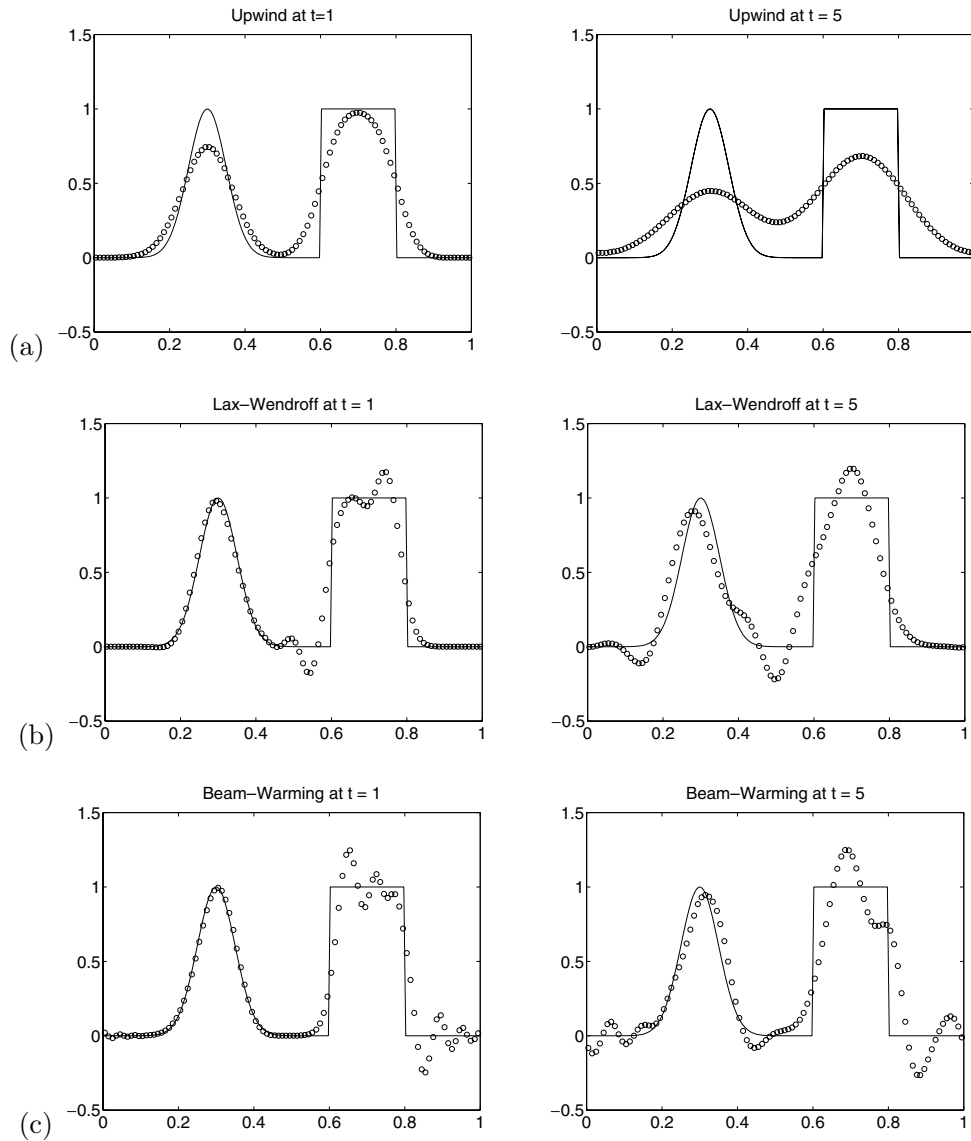 Upwind at t=1
1.5
1
0.5
0
−0.5
0 0.2 0.4 0.6 0.8 1
Upwind at t = 5
1.5
1
0.5
0
−0.5
0 0.2 0.4 0.6 0.8 1
(a)
Lax−Wendroff at t = 1
1.5
1
0.5
0
−0.5
0 0.2 0.4 0.6 0.8 1
Lax−Wendroff at t = 5
1.5
1
0.5
0
−0.5
0 0.2 0.4 0.6 0.8 1
(b)
Beam−Warming at t = 1
1.5
1
0.5
0
−0.5
0 0.2 0.4 0.6 0.8 1
Beam−Warming at t = 5
1.5
1
0.5
0
−0.5
0 0.2 0.4 0.6 0.8 1
(c)